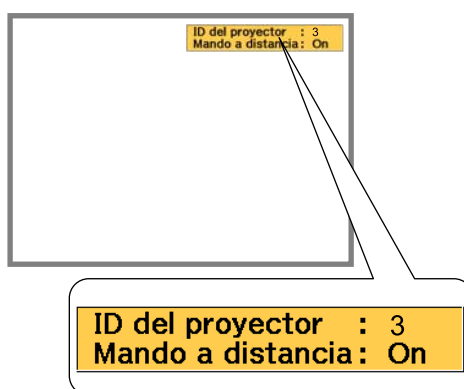 ID del proyector : 3
Mando a distancia: On
ID del proyector : 3
Mando a distancia: On